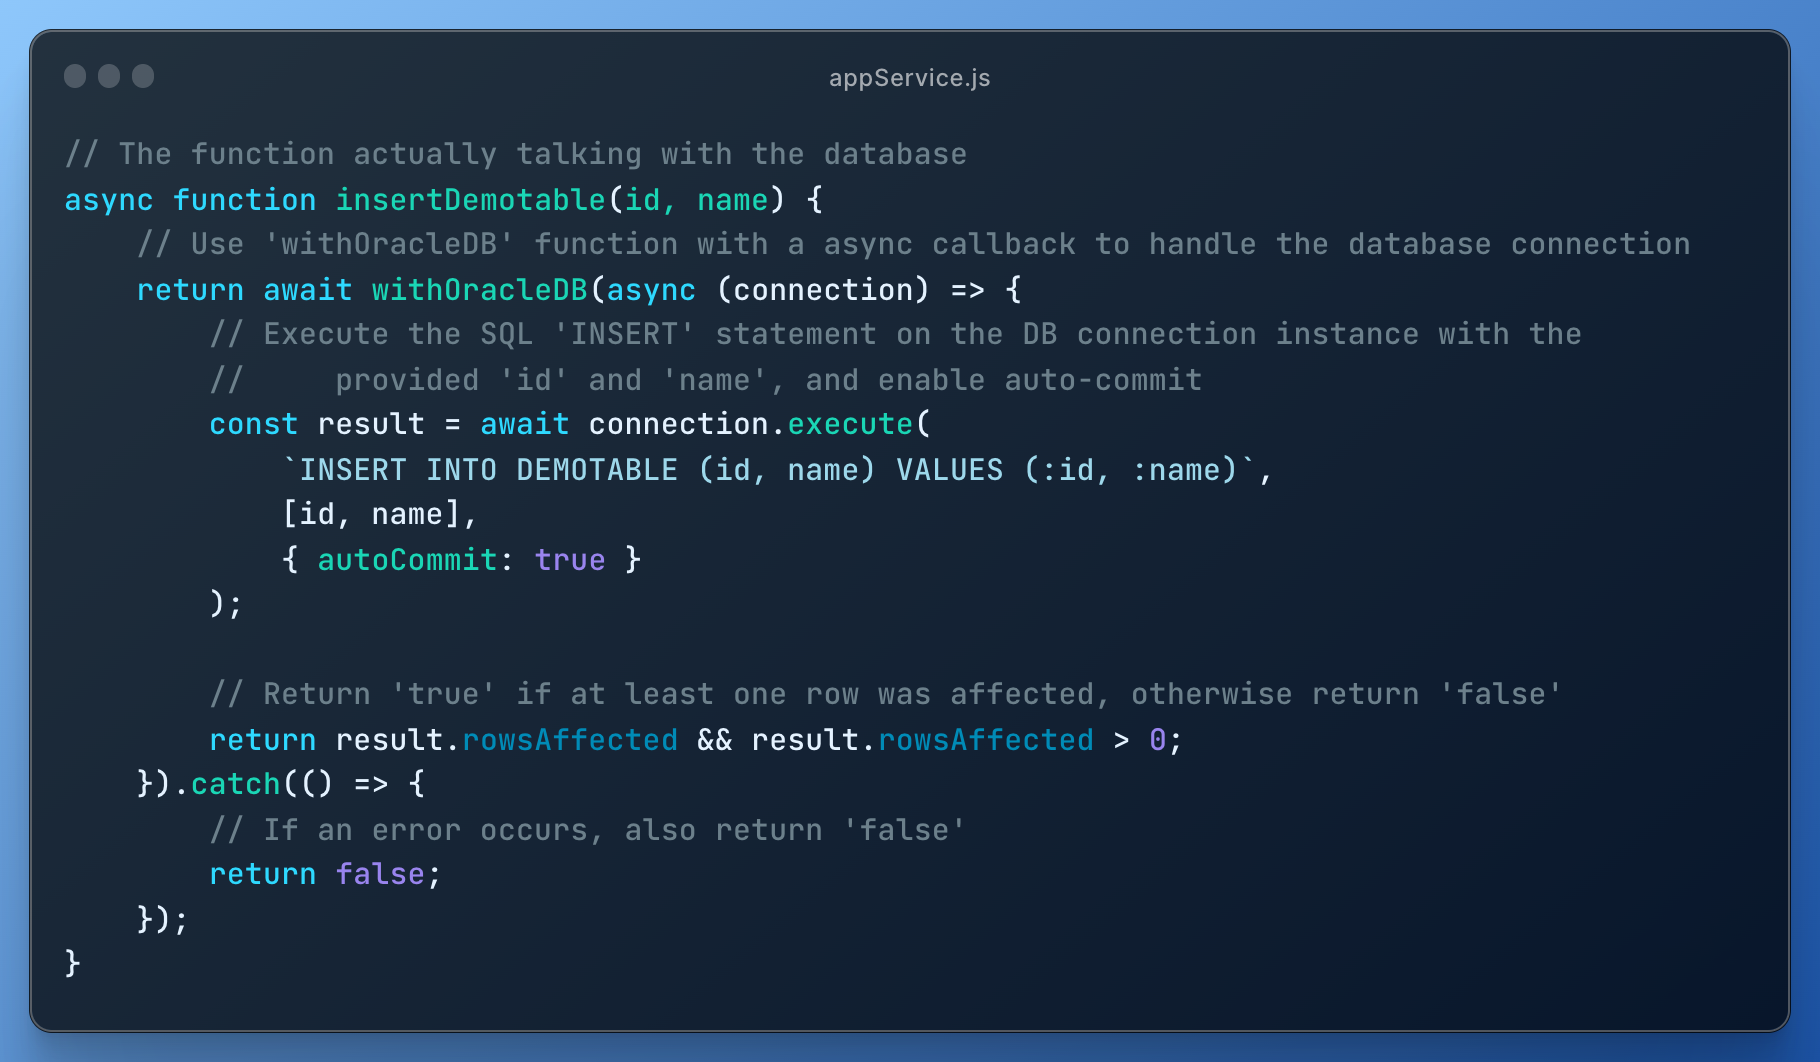 appService.js
// The function actually talking with the database
async function insertDemotable(id, name) {
    // Use 'withOracleDB' function with a async callback to handle the database connection
    return await withOracleDB(async (connection) => {
        // Execute the SQL 'INSERT' statement on the DB connection instance with the
        //     provided 'id' and 'name', and enable auto-commit
        const result = await connection.execute(
            `INSERT INTO DEMOTABLE (id, name) VALUES (:id, :name)`,
            [id, name],
            { autoCommit: true }
        );

        // Return 'true' if at least one row was affected, otherwise return 'false'
        return result.rowsAffected && result.rowsAffected > 0;
    }).catch(() => {
        // If an error occurs, also return 'false'
        return false;
    });
}